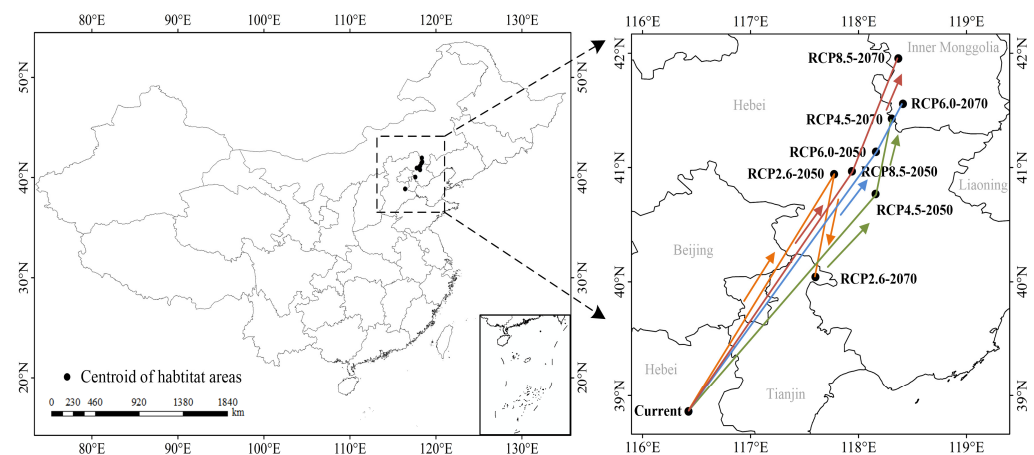 80°E 90°E 100°E 110°E 120°E 130°E
50°N
40°N
30°N
20°N
50°N
40°N
30°N
20°N
Centroid of habtitat areas
0 230 460 920 1380 1840
km
80°E 90°E 100°E 110°E 120°E 130°E
116°E 117°E 118°E 119°E
42°N
41°N
40°N
39°N
42°N
41°N
40°N
39°N
RCP8.5-2070
Inner Monggolia
Hebei
RCP6.0-2070
RCP4.5-2070
RCP6.0-2050
RCP2.6-2050
RCP8.5-2050
Liaoning
RCP4.5-2050
Beijing
RCP2.6-2070
Hebei
Tianjin
Current
116°E 117°E 118°E 119°E